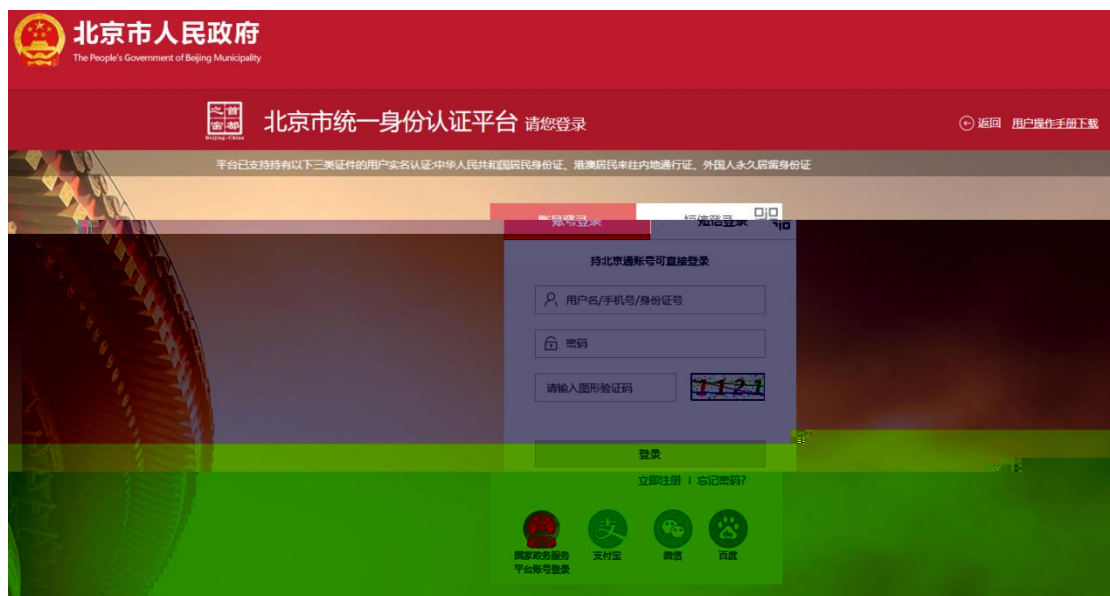 北京市人民政府
The People's Government of Beijing Municipality
首都之窗
Beijing-China
北京市统一身份认证平台 请您登录
返回 用户操作手册下载
平台已支持持有以下三类证件的用户实名认证:中华人民共和国居民身份证、港澳居民来往内地通行证、外国人永久居留身份证
账号登录 短信登录
持北京通账号可直接登录
用户名/手机号/身份证号
密码
请输入图形验证码 1121
登录
立即注册 | 忘记密码?
国家政务服务 支付宝 微信 百度
平台账号登录